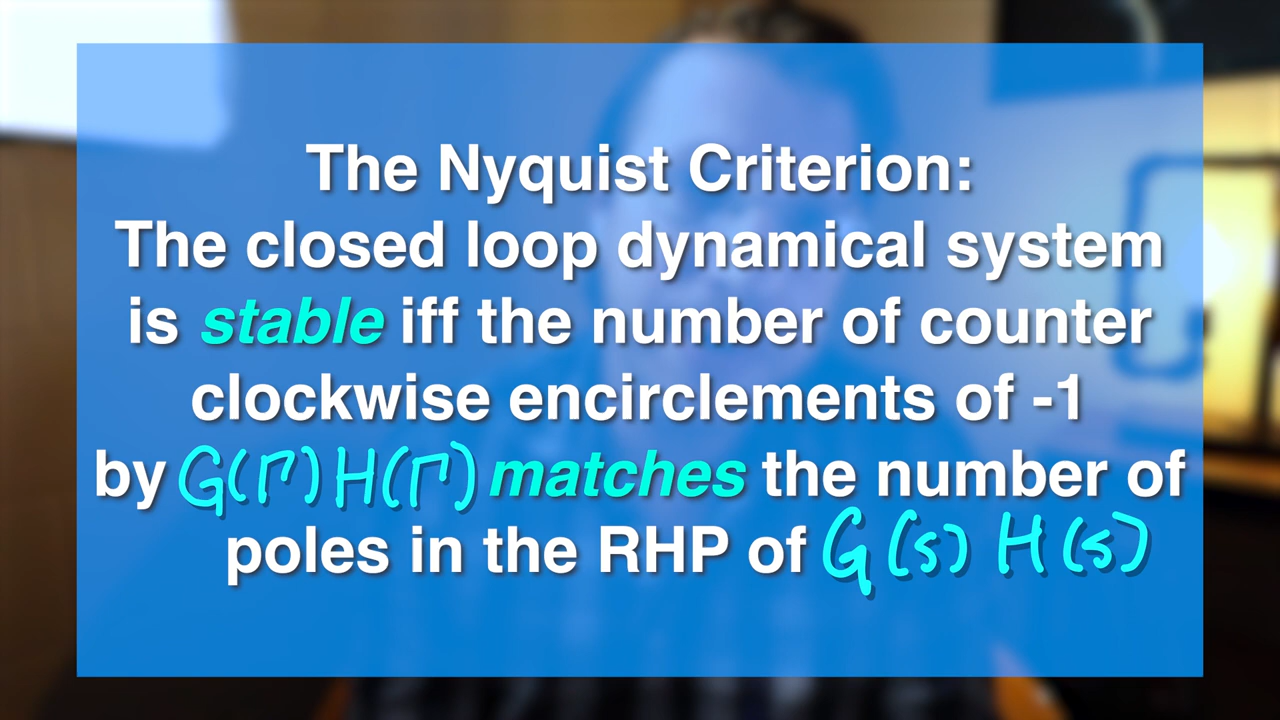 The Nyquist Criterion:
The closed loop dynamical system
is stable iff the number of counter
clockwise encirclements of -1
by G(Γ) H(Γ) matches the number of
poles in the RHP of G(s) H(s)